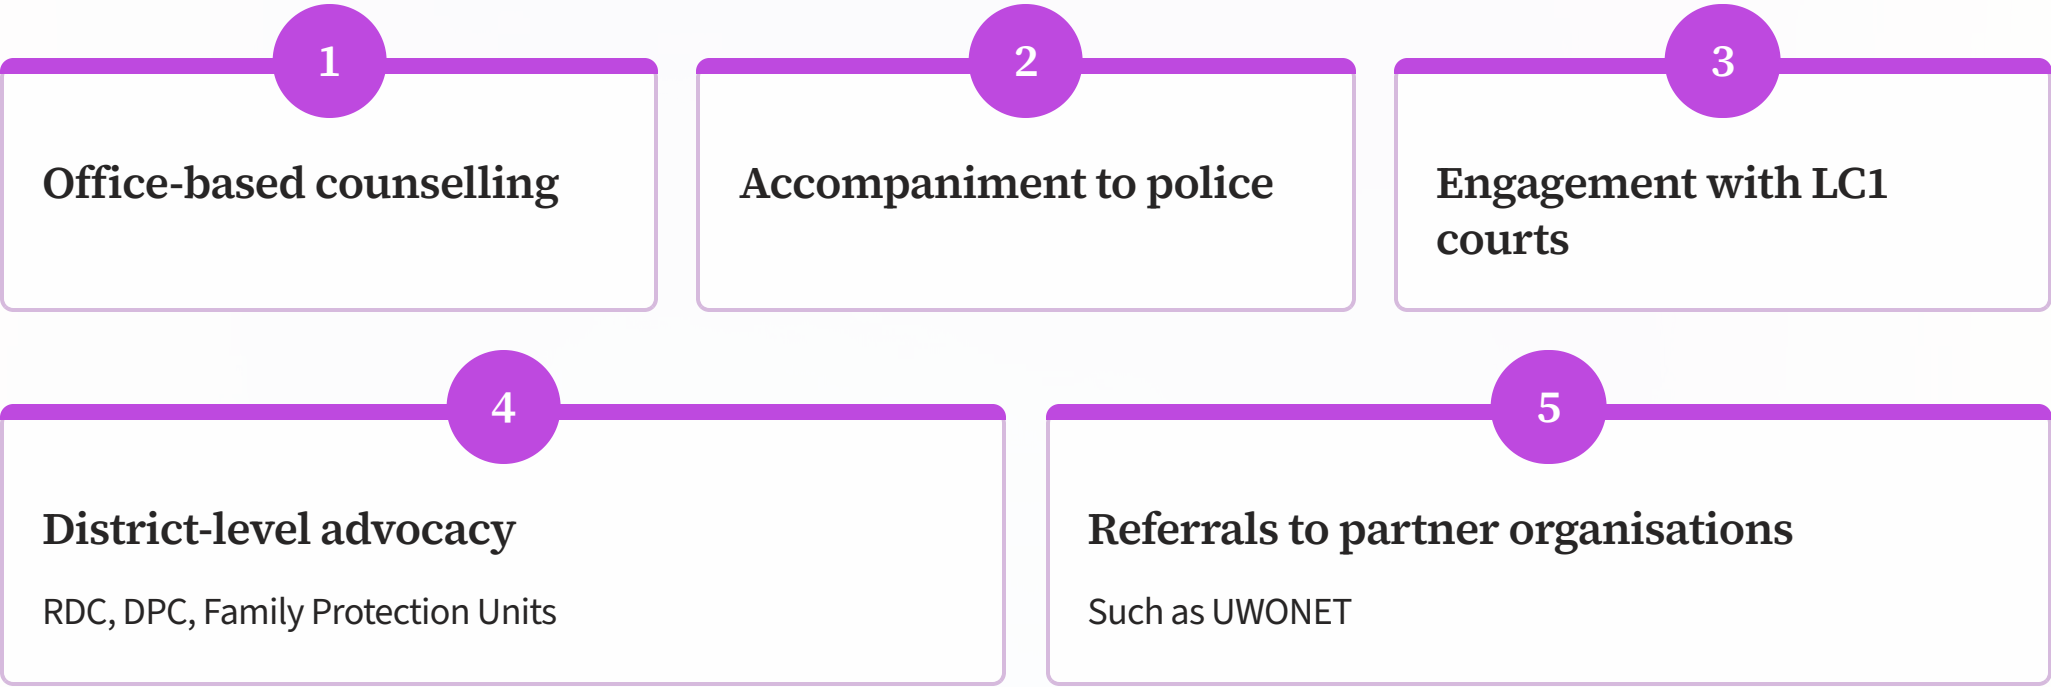 1
Office-based counselling
2
Accompaniment to police
3
Engagement with LC1
courts
4
District-level advocacy
RDC, DPC, Family Protection Units
5
Referrals to partner organisations
Such as UWONET